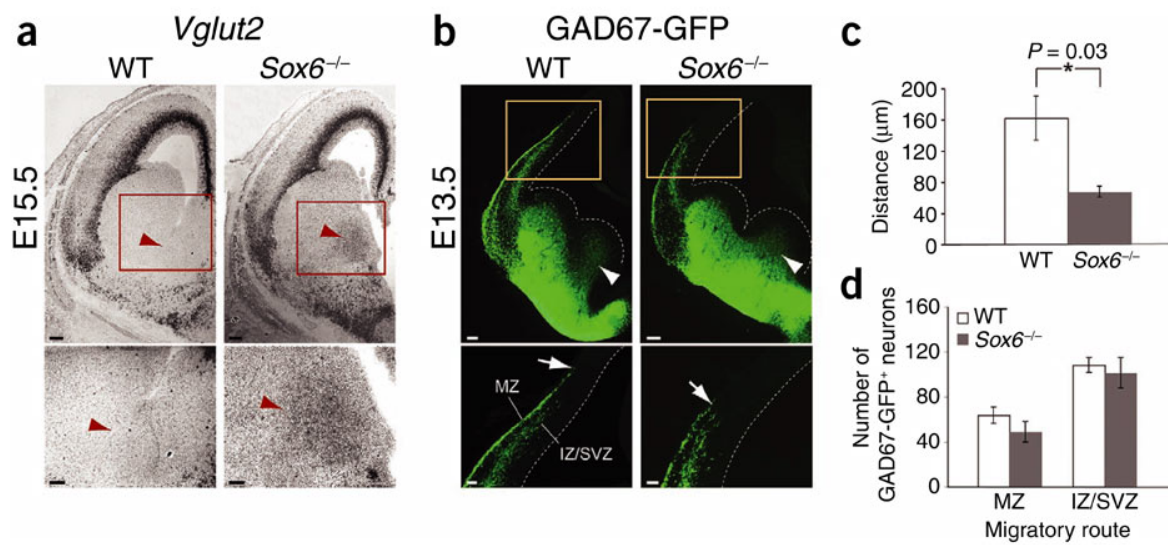 a
Vglut2
WT Sox6–/–
E15.5
b
GAD67-GFP
WT Sox6–/–
E13.5
MZ
IZ/SVZ
c
P = 0.03
*
200
160
120
80
40
0
Distance (μm)
WT Sox6–/–
d
160
120
80
40
0
Number of
GAD67-GFP+ neurons
WT
Sox6–/–
MZ IZ/SVZ
Migratory route